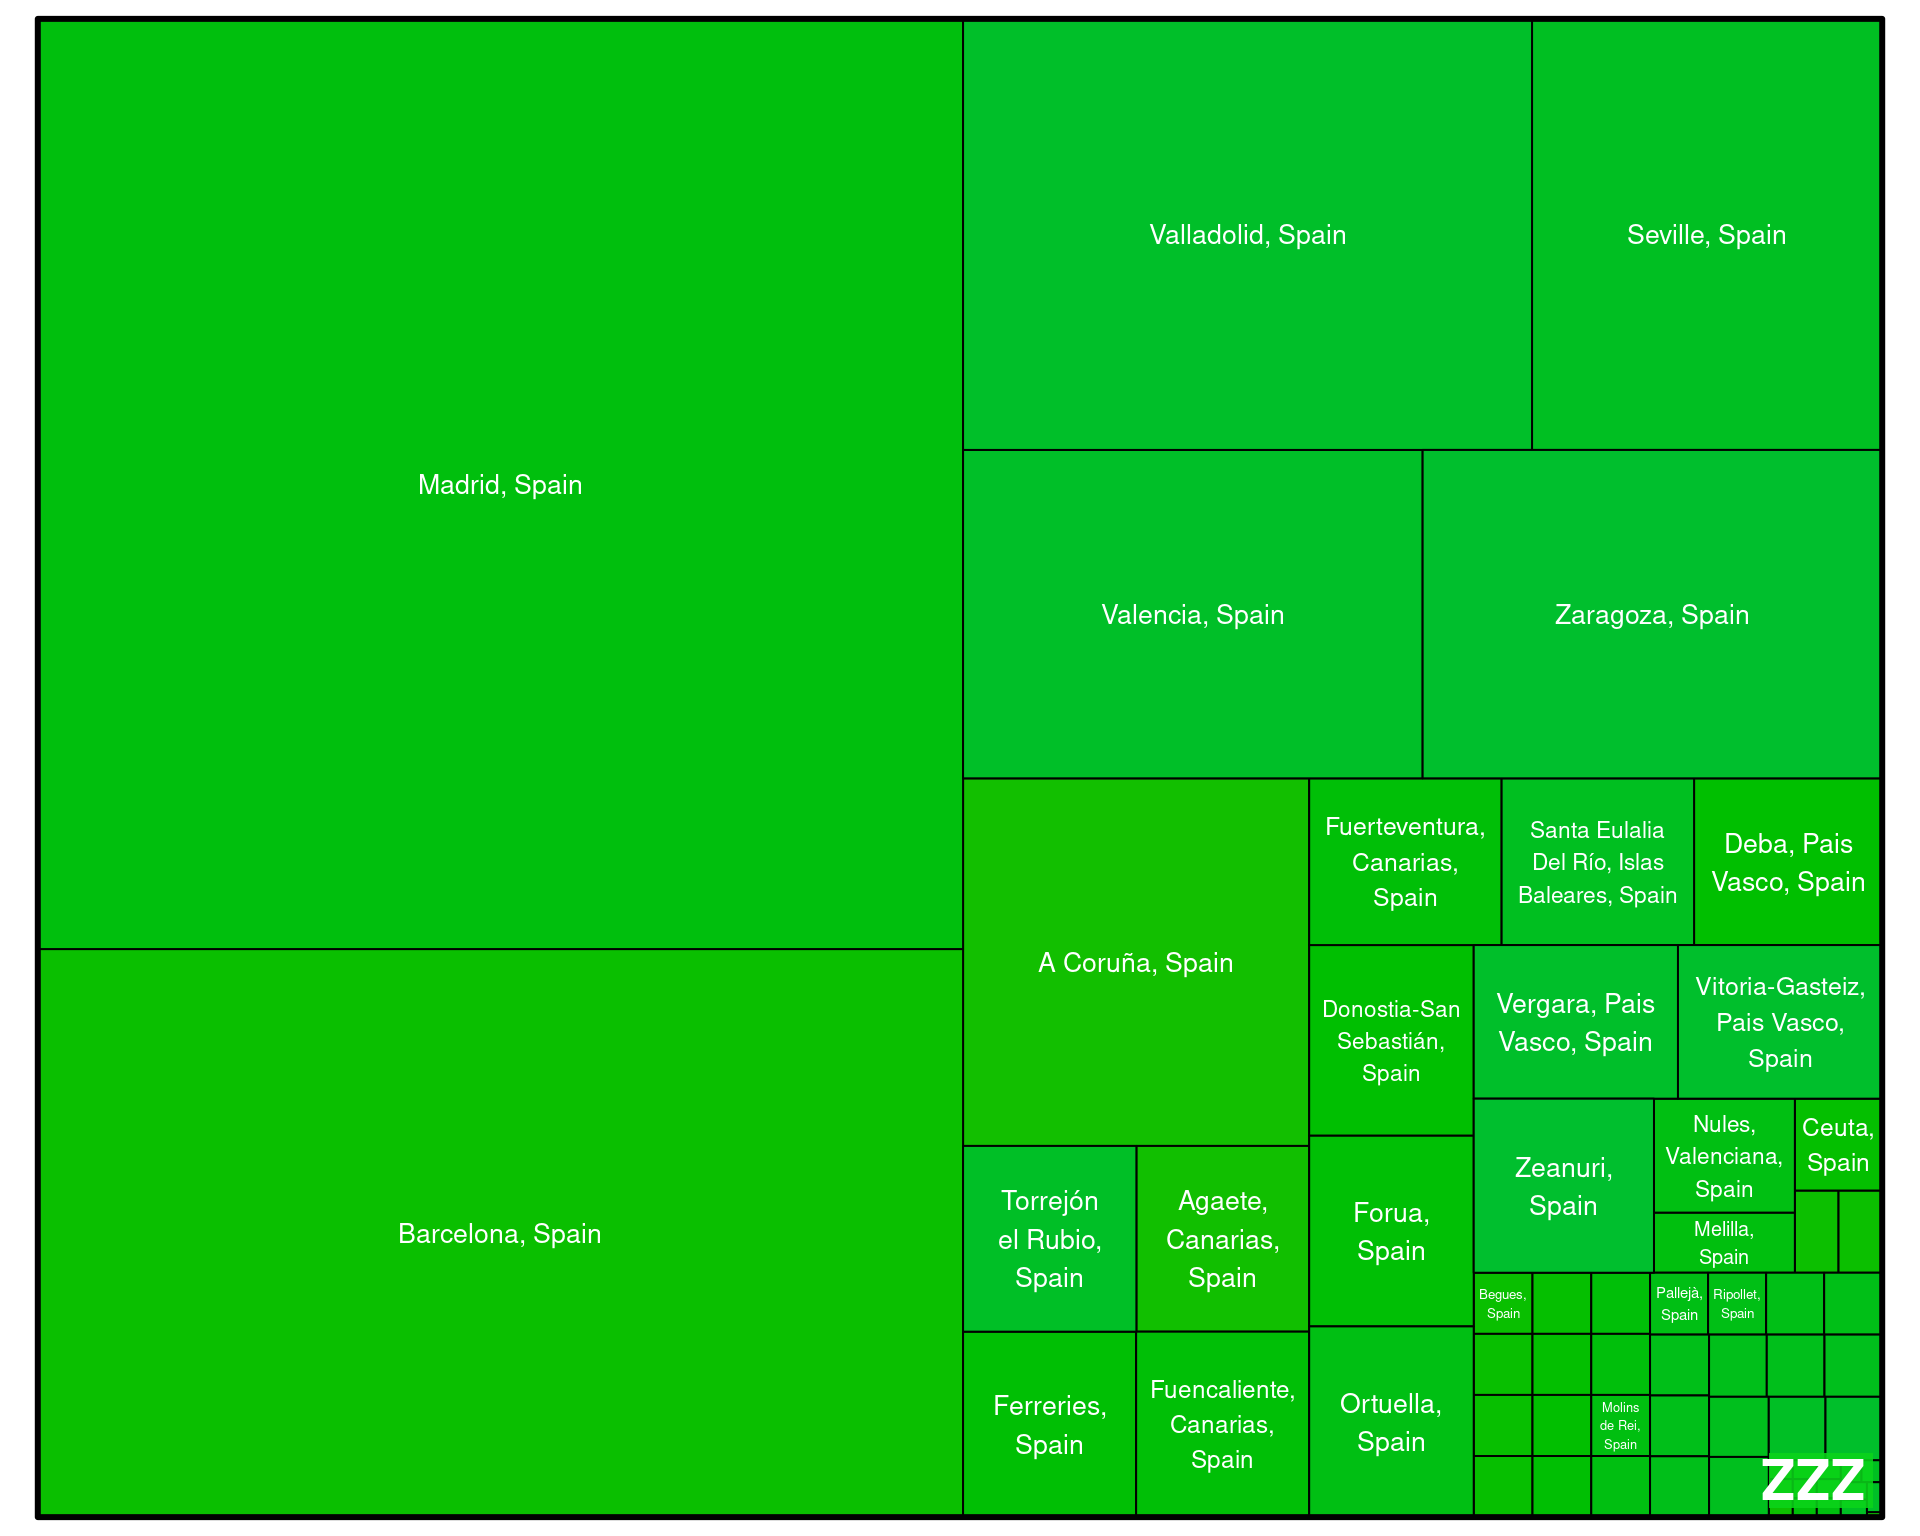 Madrid, Spain
Barcelona, Spain
Valladolid, Spain
Seville, Spain
Valencia, Spain
Zaragoza, Spain
A Coruña, Spain
Torrejón
el Rubio,
Spain
Agaete,
Canarias,
Spain
Ferreries,
Spain
Fuencaliente,
Canarias,
Spain
Fuerteventura,
Canarias,
Spain
Santa Eulalia
Del Río, Islas
Baleares, Spain
Deba, Pais
Vasco, Spain
Donostia-San
Sebastián,
Spain
Forua,
Spain
Ortuella,
Spain
Vergara, Pais
Vasco, Spain
Vitoria-Gasteiz,
Pais Vasco,
Spain
Zeanuri,
Spain
Nules,
Valenciana,
Spain
Melilla,
Spain
Ceuta,
Spain
Begues,
Spain
Pallejà,
Spain
Ripollet,
Spain
Molins
de Rei,
Spain
ZZZ